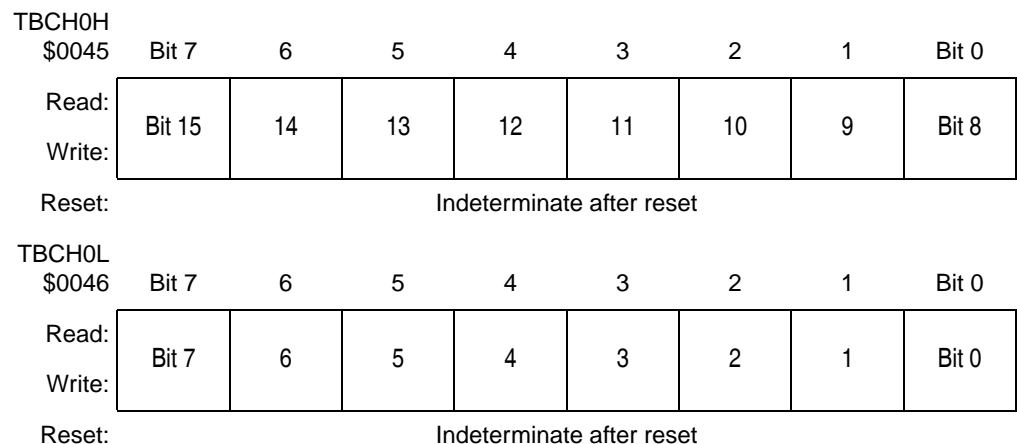 TBCH0H
$0045 Bit 7 6 5 4 3 2 1 Bit 0
Read:
Bit 15 14 13 12 11 10 9 Bit 8
Write:
Reset: Indeterminate after reset
TBCH0L
$0046 Bit 7 6 5 4 3 2 1 Bit 0
Read:
Bit 7 6 5 4 3 2 1 Bit 0
Write:
Reset: Indeterminate after reset